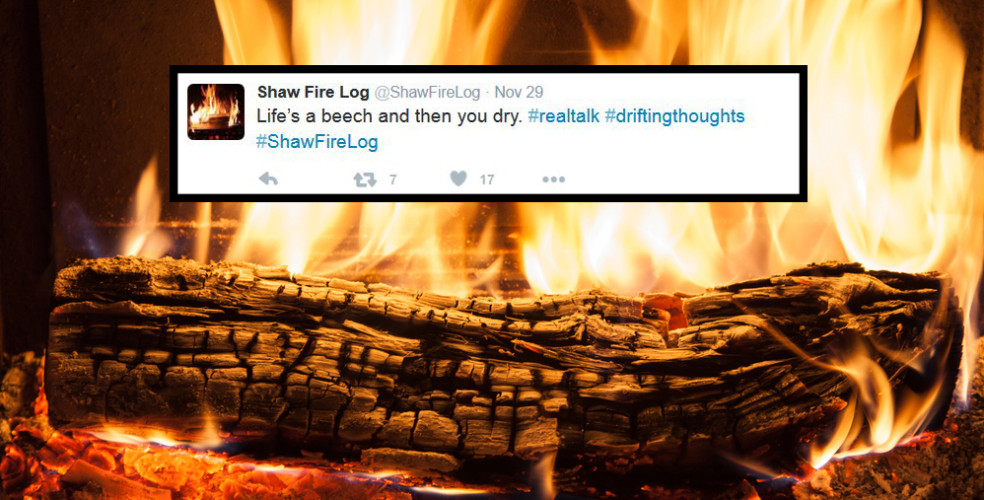 Shaw Fire Log @ShawFireLog · Nov 29
Life's a beech and then you dry. #realtalk #driftingthoughts
#ShawFireLog
7 17